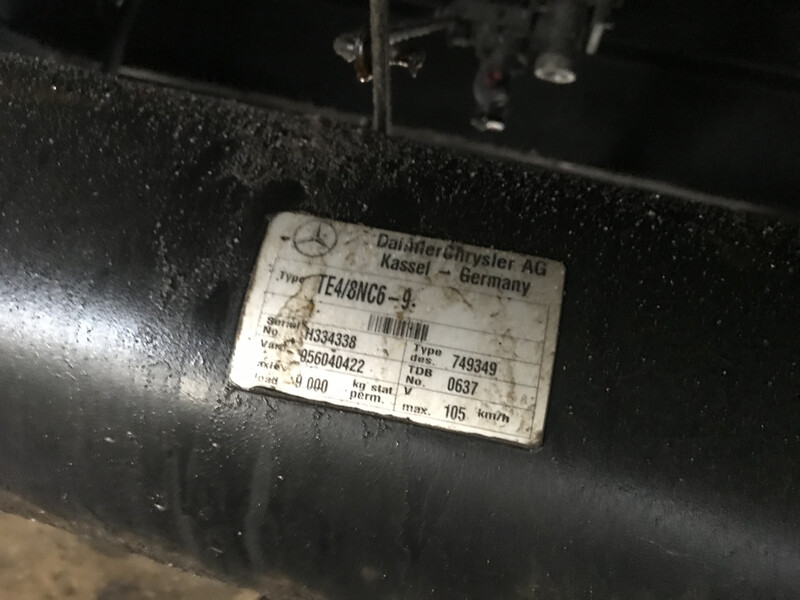 DaimlerChrysler AG
Kassel – Germany
Type TE4/8NC6-9
Serial No. H334338 Type des. 749349
956040422 TDB No. 0637
load 9 000 kg stat perm. V max. 105 km/h